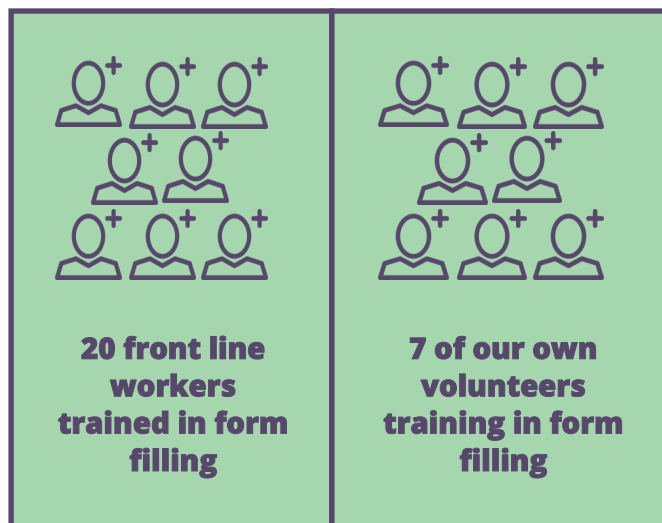 20 front line
workers
trained in form
filling
7 of our own
volunteers
training in form
filling